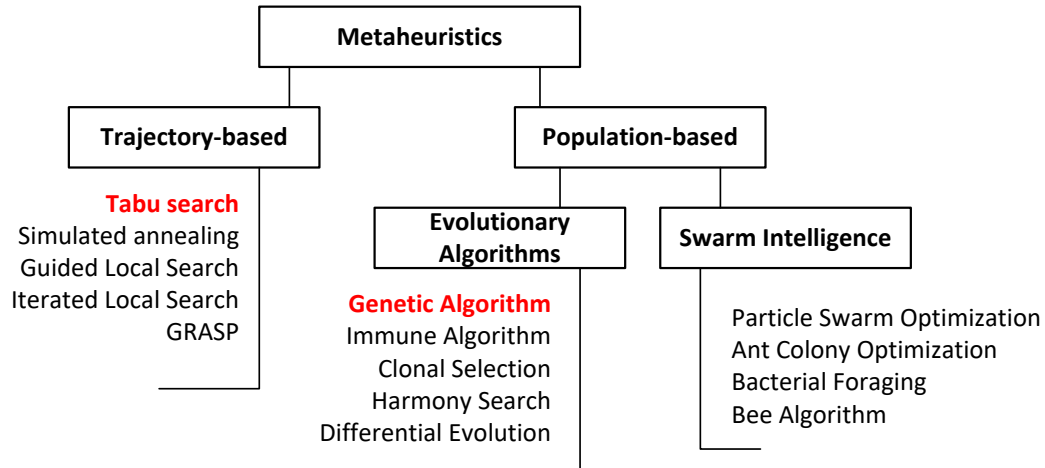 Metaheuristics
Trajectory-based
Population-based
Tabu search
Simulated annealing
Guided Local Search
Iterated Local Search
GRASP
Evolutionary
Algorithms
Swarm Intelligence
Genetic Algorithm
Immune Algorithm
Clonal Selection
Harmony Search
Differential Evolution
Particle Swarm Optimization
Ant Colony Optimization
Bacterial Foraging
Bee Algorithm